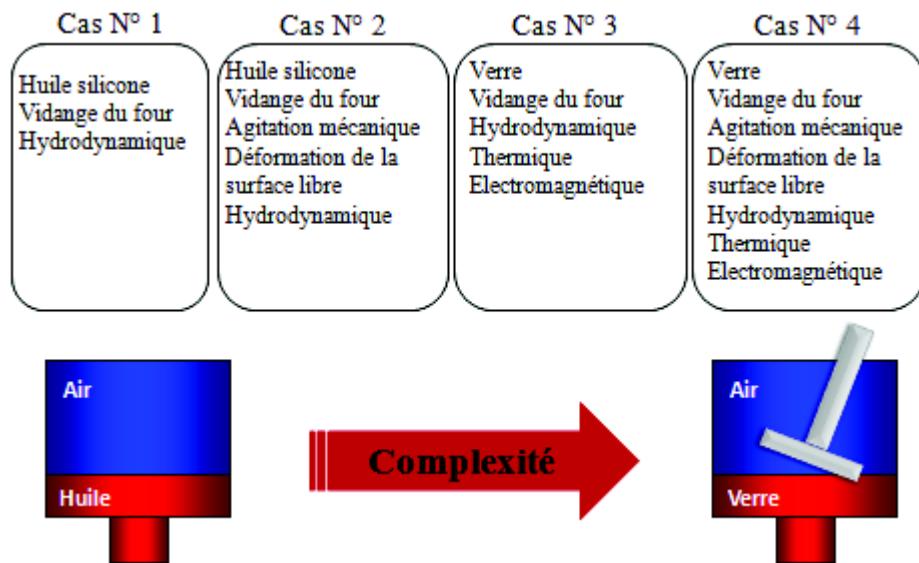 Cas N° 1
Huile silicone
Vidange du four
Hydrodynamique
Cas N° 2
Huile silicone
Vidange du four
Agitation mécanique
Déformation de la
surface libre
Hydrodynamique
Cas N° 3
Verre
Vidange du four
Hydrodynamique
Thermique
Electromagnétique
Cas N° 4
Verre
Vidange du four
Agitation mécanique
Déformation de la
surface libre
Hydrodynamique
Thermique
Electromagnétique
Air
Huile
Complexité
Air
Verre